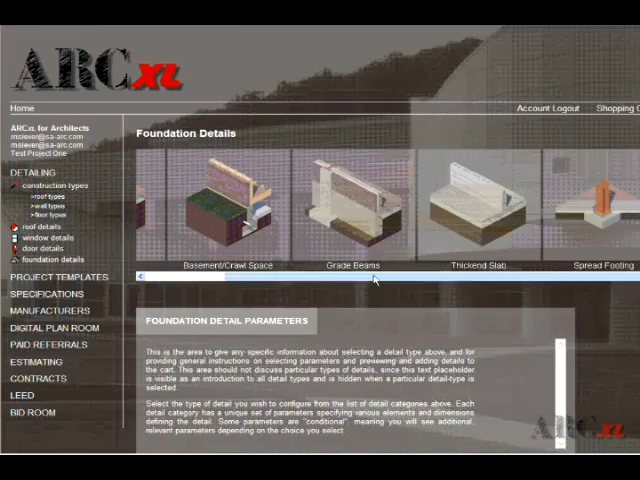 ARCXL
Home
Account Logout
Shopping C
ARCxl for Architects
msiever@sa-arc.com
msiever@sa-arc.com
Test Project One
DETAILING
construction types
>roof types
>wall types
>floor types
roof details
window details
door details
foundation details
PROJECT TEMPLATES
SPECIFICATIONS
MANUFACTURERS
DIGITAL PLAN ROOM
PAID REFERRALS
ESTIMATING
CONTRACTS
LEED
BID ROOM
Foundation Details
Basement/Crawl Space
Grade Beams
Thickend Slab
Spread Footing
FOUNDATION DETAIL PARAMETERS
This is the area to give any specific information about selecting a detail type above, and for
providing general instructions on selecting parameters and previewing and adding details to
the cart. This area should not discuss particular types of details, since this text placeholder
is visible as an introduction to all detail types and is hidden when a particular detail-type is
selected.
Select the type of detail you wish to configure from the list of detail categories above. Each
detail category has a unique set of parameters specifying various elements and dimensions
defining the detail. Some parameters are "conditional", meaning you will see additional,
relevant parameters depending on the choice you select
ARCXL